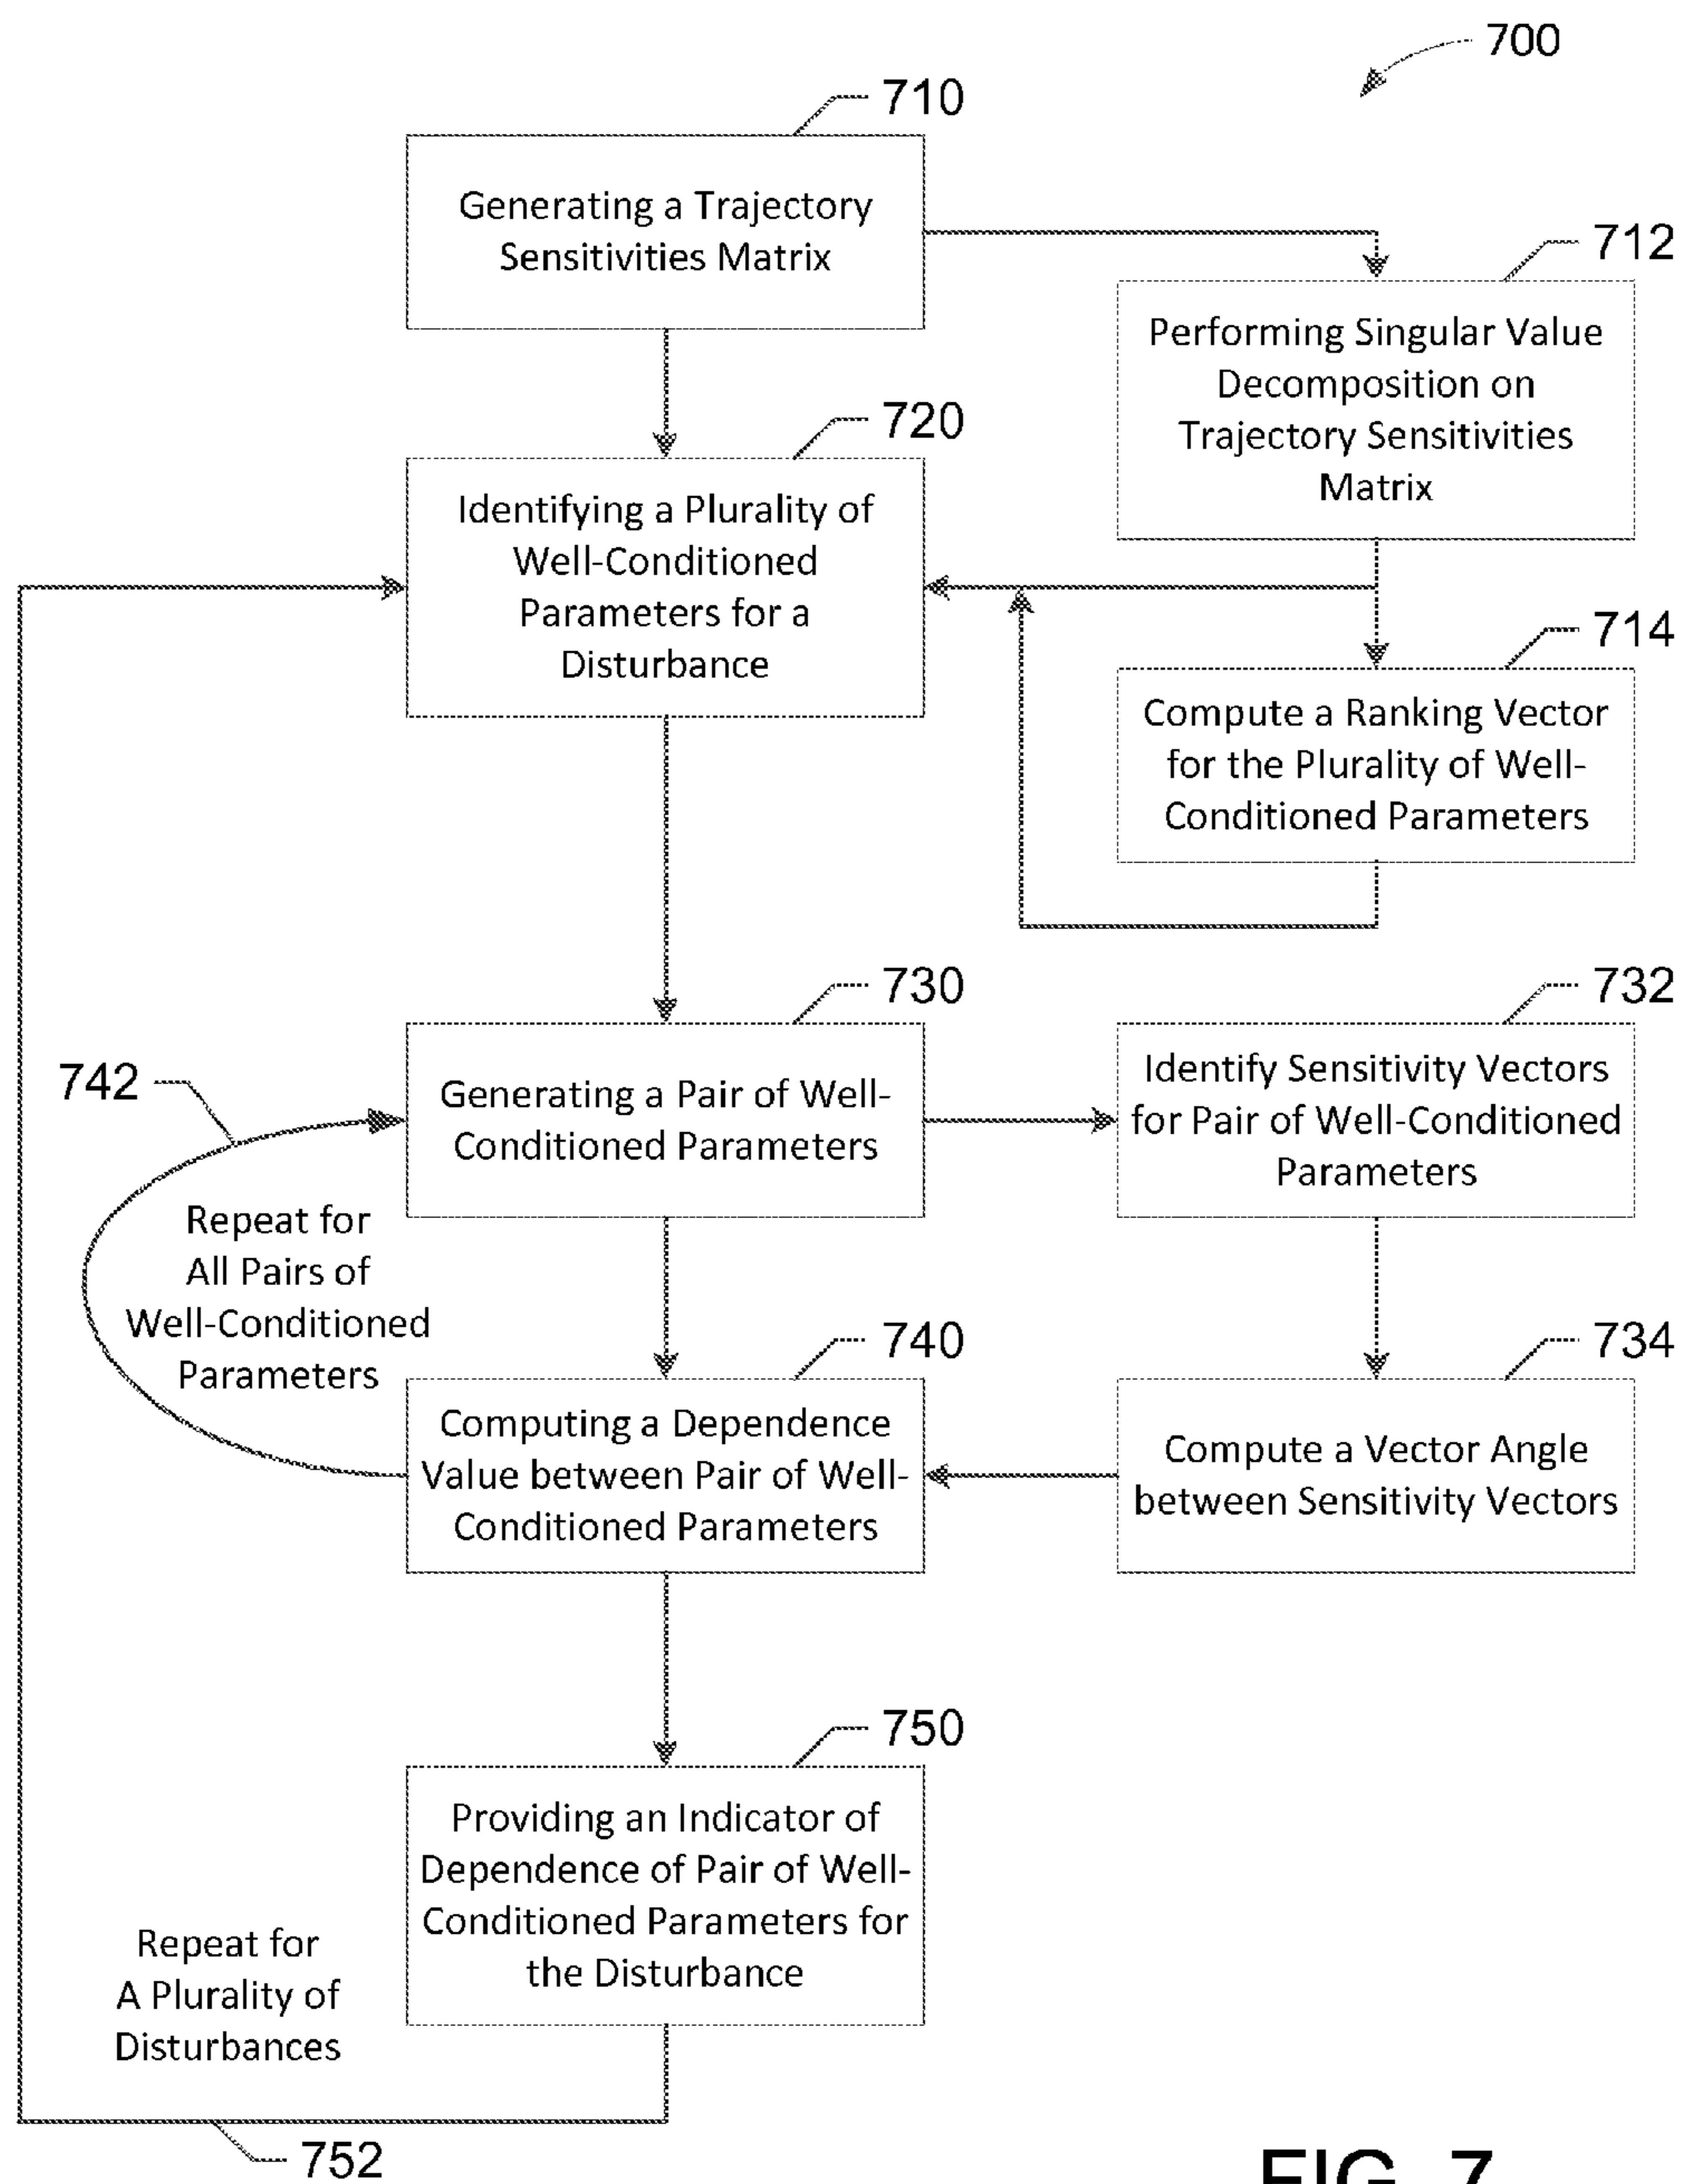 700
710
Generating a Trajectory
Sensitivities Matrix
712
Performing Singular Value
Decomposition on
Trajectory Sensitivities
Matrix
720
Identifying a Plurality of
Well-Conditioned
Parameters for a
Disturbance
714
Compute a Ranking Vector
for the Plurality of Well-
Conditioned Parameters
730
Generating a Pair of Well-
Conditioned Parameters
732
Identify Sensitivity Vectors
for Pair of Well-Conditioned
Parameters
742
Repeat for
All Pairs of
Well-Conditioned
Parameters
740
Computing a Dependence
Value between Pair of Well-
Conditioned Parameters
734
Compute a Vector Angle
between Sensitivity Vectors
750
Providing an Indicator of
Dependence of Pair of Well-
Conditioned Parameters for
the Disturbance
Repeat for
A Plurality of
Disturbances
752
FIG. 7